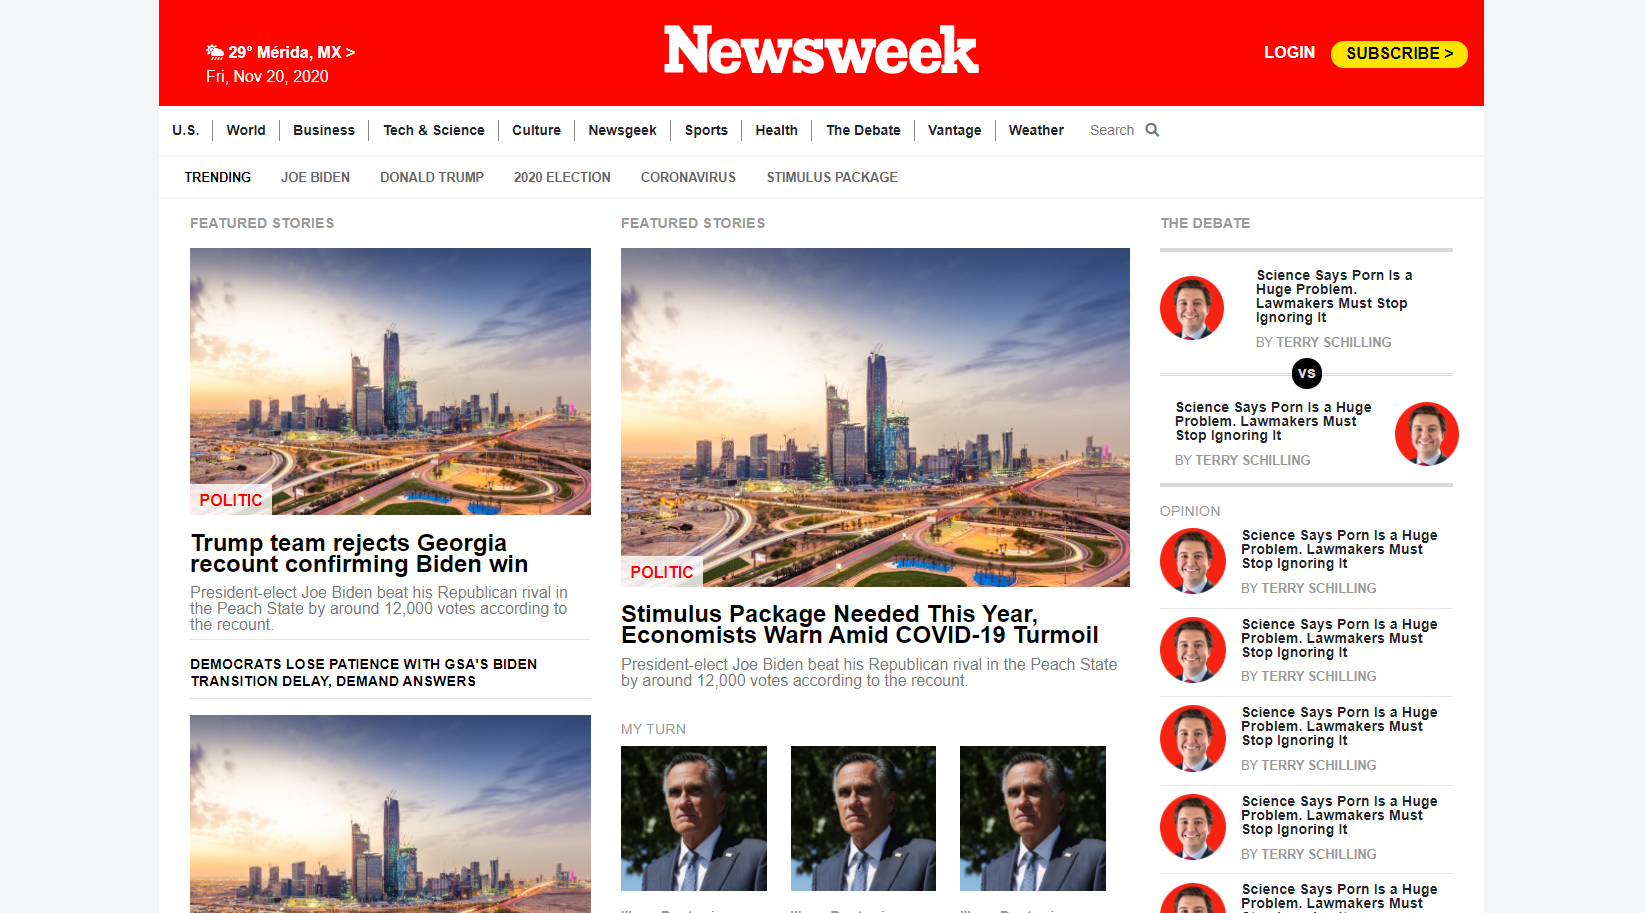 Newsweek
29° Mérida, MX >
Fri, Nov 20, 2020
LOGIN
SUBSCRIBE >
U.S.
World
Business
Tech & Science
Culture
Newsgeek
Sports
Health
The Debate
Vantage
Weather
Search
TRENDING
JOE BIDEN
DONALD TRUMP
2020 ELECTION
CORONAVIRUS
STIMULUS PACKAGE
FEATURED STORIES
POLITIC
Trump team rejects Georgia
recount confirming Biden win
President-elect Joe Biden beat his Republican rival in
the Peach State by around 12,000 votes according to
the recount.
DEMOCRATS LOSE PATIENCE WITH GSA'S BIDEN
TRANSITION DELAY, DEMAND ANSWERS
FEATURED STORIES
POLITIC
Stimulus Package Needed This Year,
Economists Warn Amid COVID-19 Turmoil
President-elect Joe Biden beat his Republican rival in the Peach State
by around 12,000 votes according to the recount.
MY TURN
THE DEBATE
Science Says Porn Is a
Huge Problem.
Lawmakers Must Stop
Ignoring It
BY TERRY SCHILLING
VS
Science Says Porn Is a Huge
Problem. Lawmakers Must
Stop Ignoring It
BY TERRY SCHILLING
OPINION
Science Says Porn Is a Huge
Problem. Lawmakers Must
Stop Ignoring It
BY TERRY SCHILLING
Science Says Porn Is a Huge
Problem. Lawmakers Must
Stop Ignoring It
BY TERRY SCHILLING
Science Says Porn Is a Huge
Problem. Lawmakers Must
Stop Ignoring It
BY TERRY SCHILLING
Science Says Porn Is a Huge
Problem. Lawmakers Must
Stop Ignoring It
BY TERRY SCHILLING
Science Says Porn Is a Huge
Problem. Lawmakers Must